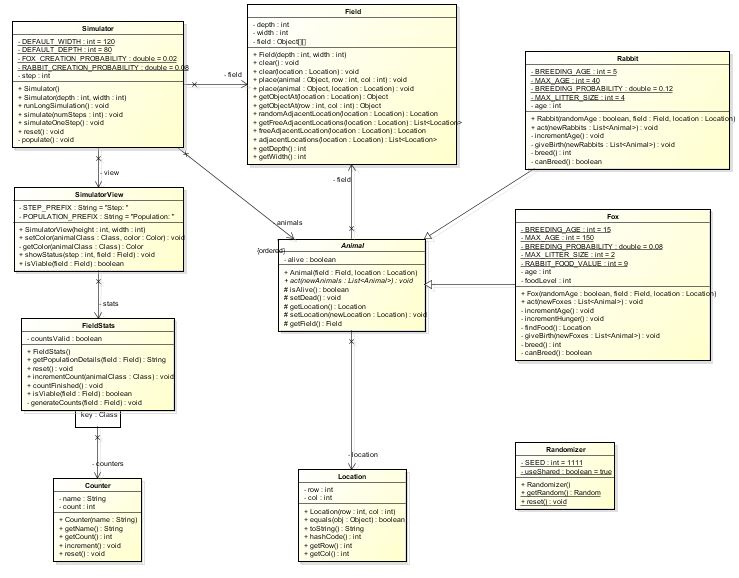 Simulator
- DEFAULT_WIDTH : int = 120
- DEFAULT_DEPTH : int = 80
- FOX_CREATION_PROBABILITY : double = 0.02
- RABBIT_CREATION_PROBABILITY : double = 0.08
- step : int
+ Simulator()
+ Simulator(depth : int, width : int)
+ runLongSimulation() : void
+ simulate(numSteps : int) : void
+ simulateOneStep() : void
+ reset() : void
- populate() : void
- field
- view
- animals
{ordered}
Field
- depth : int
- width : int
- field : Object[][]
+ Field(depth : int, width : int)
+ clear() : void
+ clear(location : Location) : void
+ place(animal : Object, row : int, col : int) : void
+ place(animal : Object, location : Location) : void
+ getObjectAt(location : Location) : Object
+ getObjectAt(row : int, col : int) : Object
+ randomAdjacentLocation(location : Location) : Location
+ getFreeAdjacentLocations(location : Location) : List<Location>
+ freeAdjacentLocation(location : Location) : Location
+ adjacentLocations(location : Location) : List<Location>
+ getDepth() : int
+ getWidth() : int
- field
Rabbit
- BREEDING_AGE : int = 5
- MAX_AGE : int = 40
- BREEDING_PROBABILITY : double = 0.12
- MAX_LITTER_SIZE : int = 4
- age : int
+ Rabbit(randomAge : boolean, field : Field, location : Location)
+ act(newRabbits : List<Animal>) : void
- incrementAge() : void
- giveBirth(newRabbits : List<Animal>) : void
- breed() : int
- canBreed() : boolean
SimulatorView
- STEP_PREFIX : String = "Step: "
- POPULATION_PREFIX : String = "Population: "
+ SimulatorView(height : int, width : int)
+ setColor(animalClass : Class, color : Color) : void
- getColor(animalClass : Class) : Color
+ showStatus(step : int, field : Field) : void
+ isViable(field : Field) : boolean
- stats
Animal
- alive : boolean
+ Animal(field : Field, location : Location)
+ act(newAnimals : List<Animal>) : void
# isAlive() : boolean
# setDead() : void
# getLocation() : Location
# setLocation(newLocation : Location) : void
# getField() : Field
- location
Fox
- BREEDING_AGE : int = 15
- MAX_AGE : int = 150
- BREEDING_PROBABILITY : double = 0.08
- MAX_LITTER_SIZE : int = 2
- RABBIT_FOOD_VALUE : int = 9
- age : int
- foodLevel : int
+ Fox(randomAge : boolean, field : Field, location : Location)
+ act(newFoxes : List<Animal>) : void
- incrementAge() : void
- incrementHunger() : void
- findFood() : Location
- giveBirth(newFoxes : List<Animal>) : void
- breed() : int
- canBreed() : boolean
FieldStats
- countsValid : boolean
+ FieldStats()
+ getPopulationDetails(field : Field) : String
+ reset() : void
+ incrementCount(animalClass : Class) : void
+ countFinished() : void
+ isViable(field : Field) : boolean
- generateCounts(field : Field) : void
key : Class
- counters
Counter
- name : String
- count : int
+ Counter(name : String)
+ getName() : String
+ getCount() : int
+ increment() : void
+ reset() : void
Location
- row : int
- col : int
+ Location(row : int, col : int)
+ equals(obj : Object) : boolean
+ toString() : String
+ hashCode() : int
+ getRow() : int
+ getCol() : int
Randomizer
- SEED : int = 1111
- useShared : boolean = true
+ Randomizer()
+ getRandom() : Random
+ reset() : void